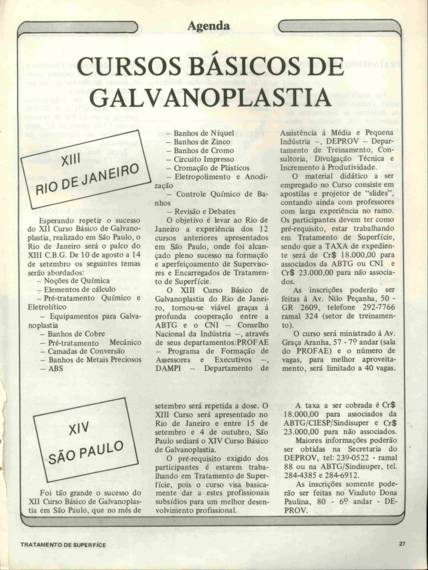 Agenda
CURSOS BÁSICOS DE
GALVANOPLASTIA
XIII
RIO DE JANEIRO
Esperando repetir o sucesso
do XII Curso Básico de Galvano-
plastia, realizado em São Paulo, o
Rio de Janeiro será o palco do
XIII C.B.G. De 10 de agosto a 14
de setembro os seguintes temas
serão abordados:
— Noções de Química
— Elementos de cálculo
— Pré-tratamento Químico e
Eletrolítico
— Equipamentos para Galva-
noplastia
— Banhos de Cobre
— Pré-tratamento Mecânico
— Camadas de Conversão
— Banhos de Metais Preciosos
— ABS
— Banhos de Níquel
— Banhos de Zinco
— Banhos de Cromo
— Circuito Impresso
— Cromação de Plásticos
— Eletropolimento e Anodi-
zação
— Controle Químico de Ba-
nhos
— Revisão e Debates
O objetivo é levar ao Rio de
Janeiro a experiência dos 12
cursos anteriores apresentados
em São Paulo, onde foi alcan-
çado pleno sucesso na formação
e aperfeiçoamento de Superviso-
res e Encarregados de Tratamen-
to de Superfície.
O XIII Curso Básico de
Galvanoplastia do Rio de Janei-
ro, tornou-se viável graças à
profunda cooperação entre a
ABTG e o CNI — Conselho
Nacional da Indústria —, através
de seus departamentos: PROFAE
— Programa de Formação de
Assessores e Executivos —,
DAMPI — Departamento de
Assistência à Média e Pequena
Indústria —, DEPROV — Depar-
tamento de Treinamento, Con-
sultoria, Divulgação Técnica e
Incremento à Produtividade.
O material didático a ser
empregado no Curso consiste em
apostilas e projetor de "slides",
contando ainda com professores
com larga experiência no ramo.
Os participantes devem ter como
pré-requisito, estar trabalhando
em Tratamento de Superfície,
sendo que a TAXA de expedien-
te será de Cr$ 18.000,00 para
associados da ABTG ou CNI e
Cr$ 23.000,00 para não associa-
dos.
As inscrições poderão ser
feitas à Av. Nilo Peçanha, 50 -
GR 2609, telefone 292-7766
ramal 324 (setor de treinamen-
to).
O curso será ministrado à Av.
Graça Aranha, 57 - 7º andar (sala
do PROFAE) e o número de
vagas, para melhor aproveita-
mento, será limitado a 40 vagas.
XIV
SÃO PAULO
Foi tão grande o sucesso do
XII Curso Básico de Galvanoplas-
tia em São Paulo, que no mês de
setembro será repetida a dose. O
XIII Curso será apresentado no
Rio de Janeiro e entre 15 de
setembro e 4 de outubro, São
Paulo sediará o XIV Curso Básico
de Galvanoplastia.
O pré-requisito exigido dos
participantes é estarem traba-
lhando em Tratamento de Super-
fície, pois o curso visa basica-
mente dar a estes profissionais
subsídios para um melhor desen-
volvimento profissional.
A taxa a ser cobrada é Cr$
18.000,00 para associados da
ABTG/CIESP/Sindisuper e Cr$
23.000,00 para não associados.
Maiores informações poderão
ser obtidas na Secretaria do
DEPROV, tel: 239-0522 - ramal
88 ou na ABTG/Sindisuper, tel.
284-4385 e 284-6912.
As inscrições somente pode-
rão ser feitas no Viaduto Dona
Paulina, 80 - 6º andar - DE-
PROV.
TRATAMENTO DE SUPERFÍCE
27